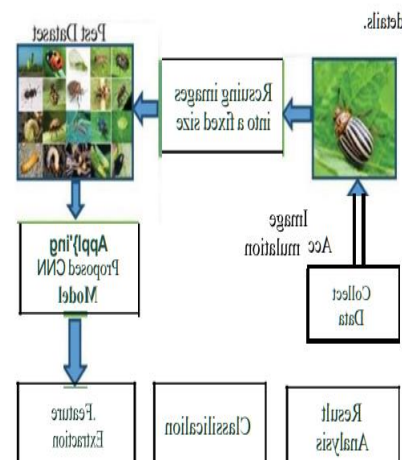 details.
Pest Dataset
Resuing images
into a fixed size
Image
Acc mulation
Collect
Data
Appl}'ing
Proposed CNN
Model
.Feature
Extraction
Classilicalion
Result
Analysis